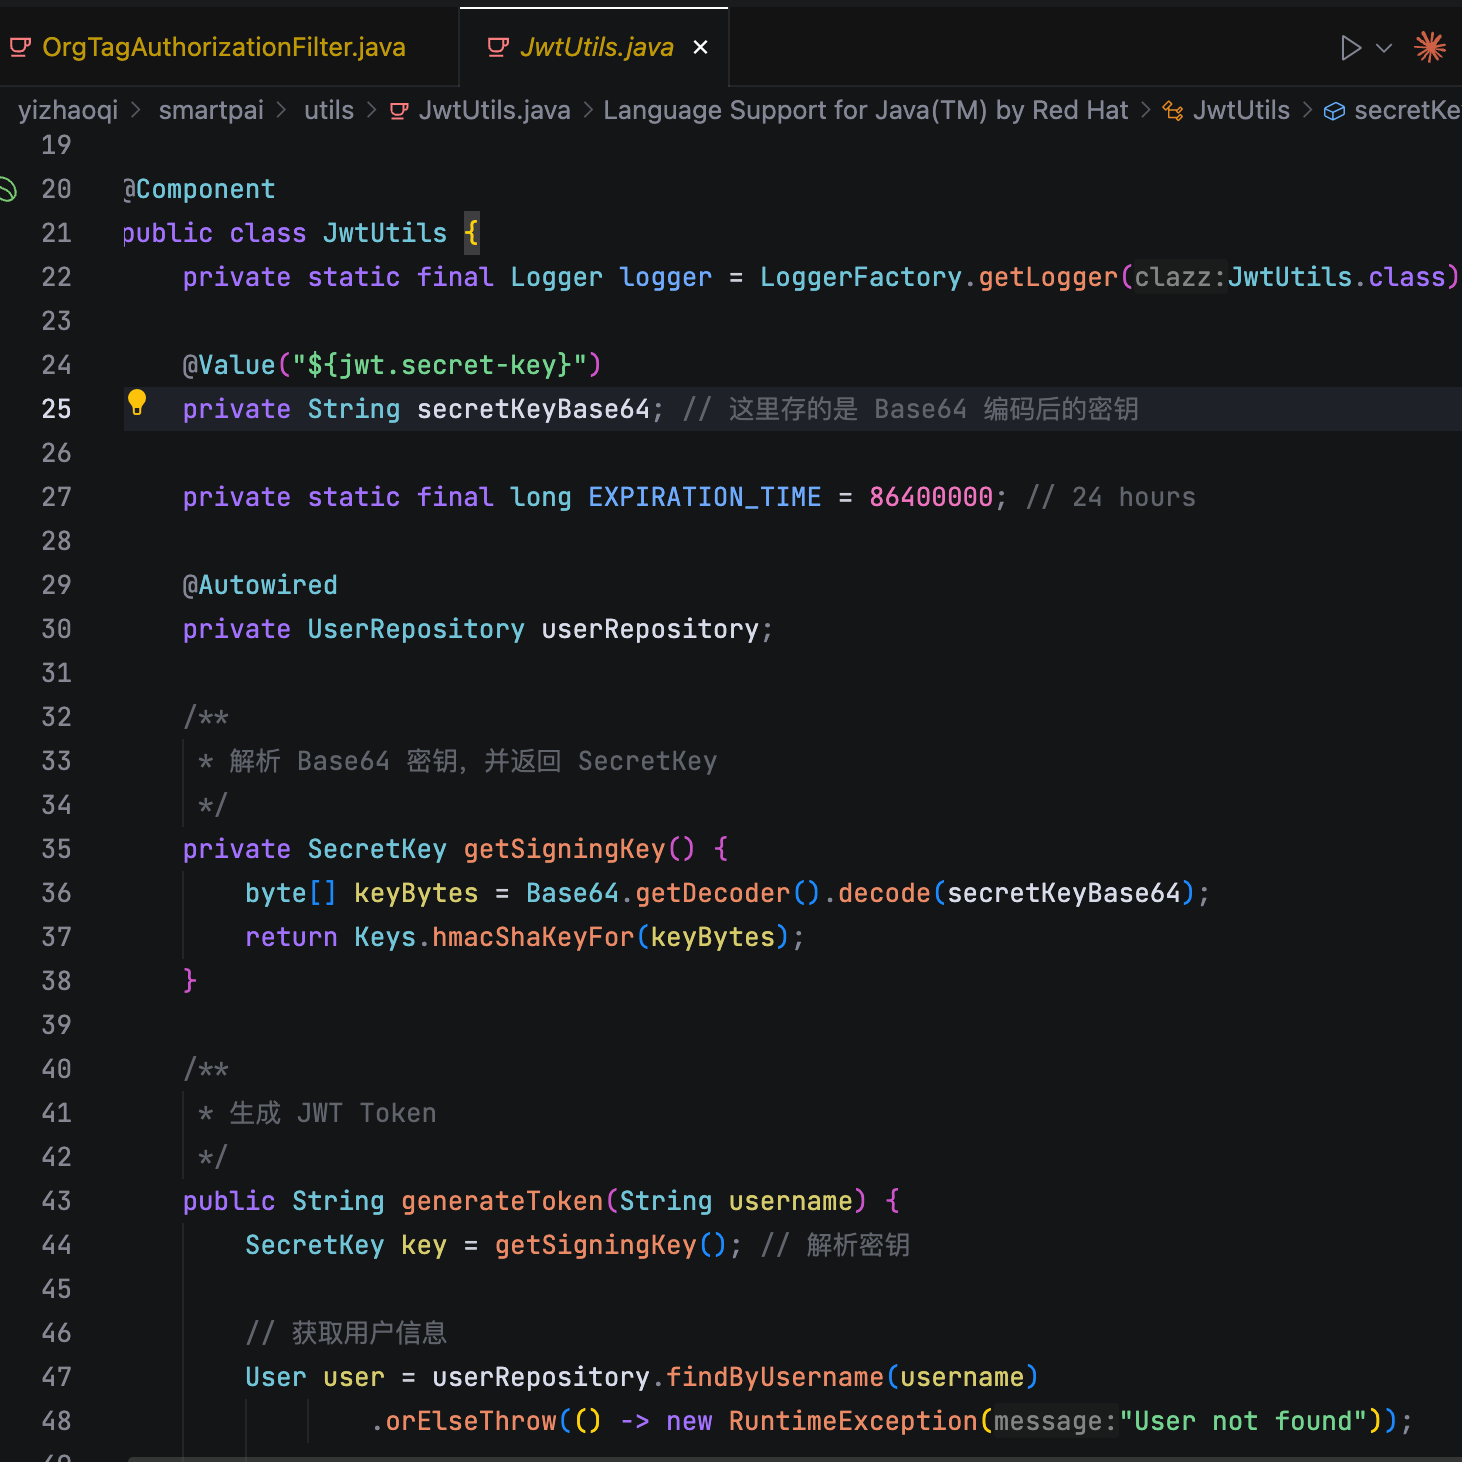 OrgTagAuthorizationFilter.java JwtUtils.java
yizhaoqi > smartpai > utils > JwtUtils.java > Language Support for Java(TM) by Red Hat > JwtUtils > secretKe
19
20 @Component
21 public class JwtUtils {
22 private static final Logger logger = LoggerFactory.getLogger(clazz:JwtUtils.class)
23
24 @Value("${jwt.secret-key}")
25 private String secretKeyBase64; // 这里存的是 Base64 编码后的密钥
26
27 private static final long EXPIRATION_TIME = 86400000; // 24 hours
28
29 @Autowired
30 private UserRepository userRepository;
31
32 /**
33 * 解析 Base64 密钥，并返回 SecretKey
34 */
35 private SecretKey getSigningKey() {
36 byte[] keyBytes = Base64.getDecoder().decode(secretKeyBase64);
37 return Keys.hmacShaKeyFor(keyBytes);
38 }
39
40 /**
41 * 生成 JWT Token
42 */
43 public String generateToken(String username) {
44 SecretKey key = getSigningKey(); // 解析密钥
45
46 // 获取用户信息
47 User user = userRepository.findByUsername(username)
48 .orElseThrow(() -> new RuntimeException(message:"User not found"));